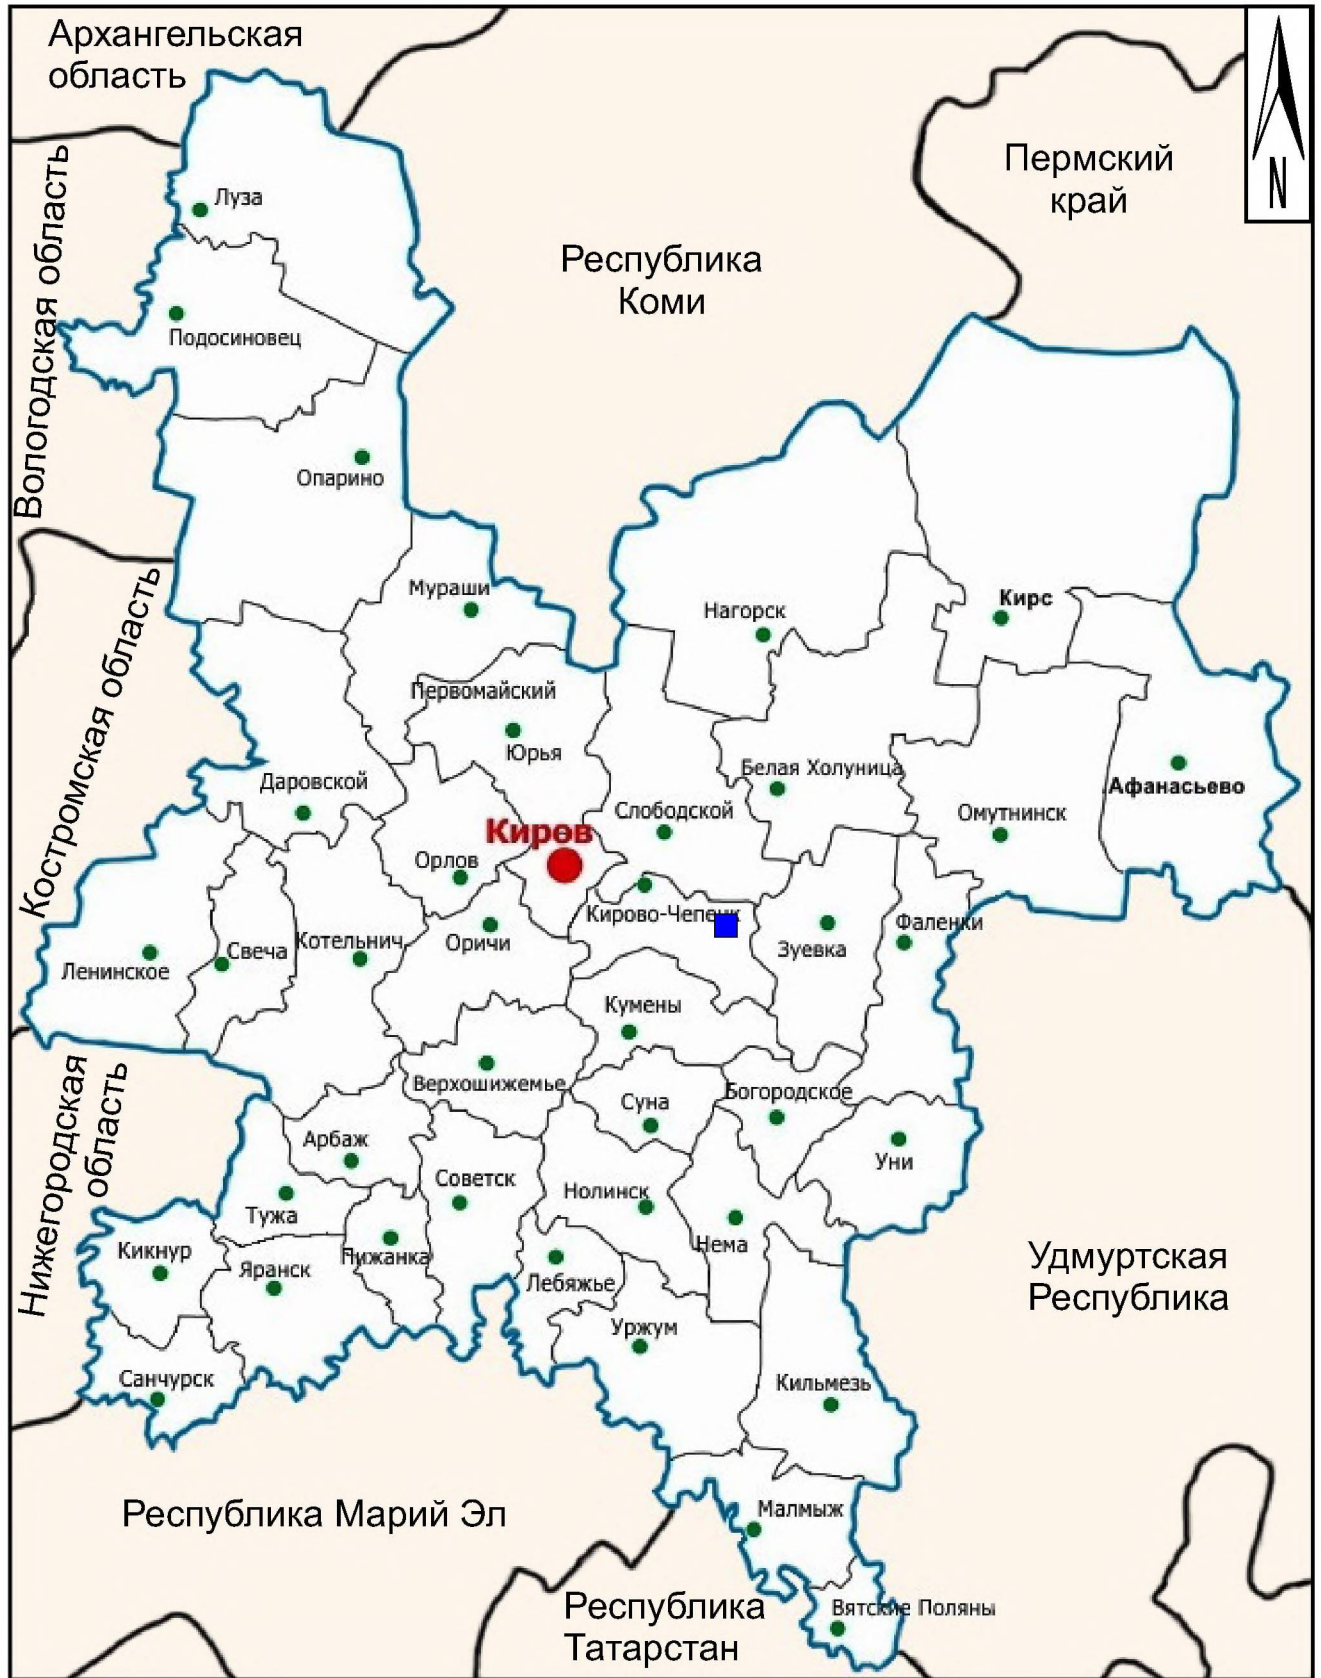 Архангельская
область
N
Пермский
край
Вологодская область
Луза
Республика
Коми
Подосиновец
Опарино
Мураши
Нагорск
Кирс
Костромская область
Первомайский
Юрья
Даровской
Белая Холуница
Афанасьево
Слободской
Омутнинск
Киров
Орлов
Кирово-Чепецк
Фаленки
Оричи
Котельнич
Свеча
Зуевка
Ленинское
Кумены
Нижегородская
область
Верхошижемье
Богородское
Суна
Арбаж
Уни
Советск
Нолинск
Тужа
Нема
Кикнур
Пижанка
Яранск
Лебяжье
Удмуртская
Республика
Уржум
Санчурск
Кильмезь
Республика Марий Эл
Малмыж
Республика
Татарстан
Вятские Поляны